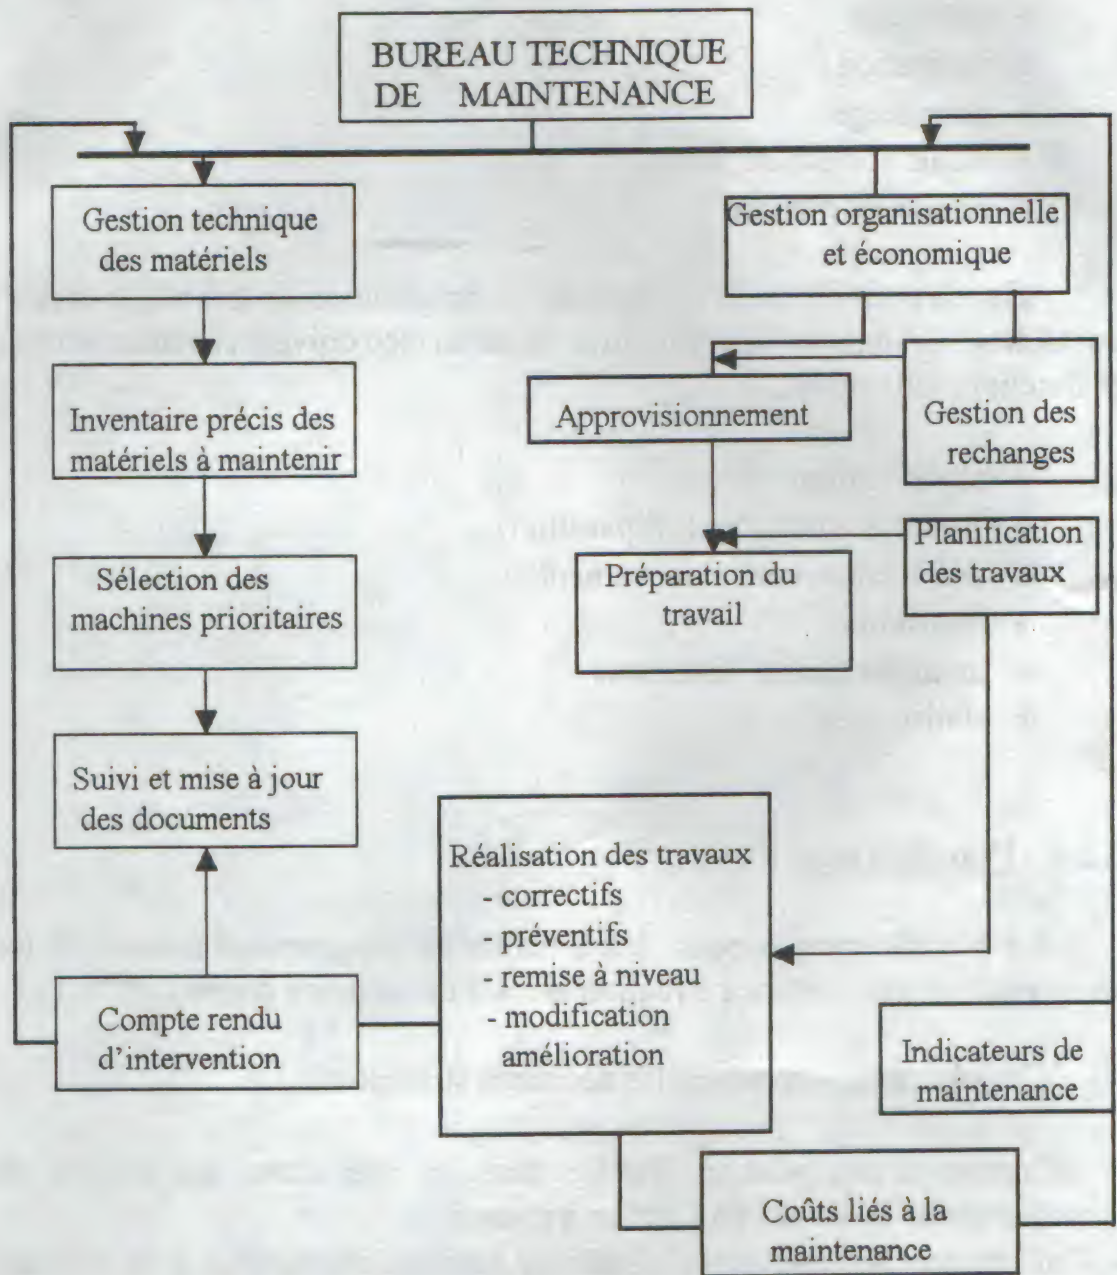 BUREAU TECHNIQUE
DE MAINTENANCE
Gestion technique
des matériels
Gestion organisationnelle
et économique
Inventaire précis des
matériels à maintenir
Approvisionnement
Gestion des
rechanges
Sélection des
machines prioritaires
Préparation du
travail
Planification
des travaux
Suivi et mise à jour
des documents
Réalisation des travaux
- correctifs
- préventifs
- remise à niveau
- modification
amélioration
Compte rendu
d'intervention
Indicateurs de
maintenance
Coûts liés à la
maintenance